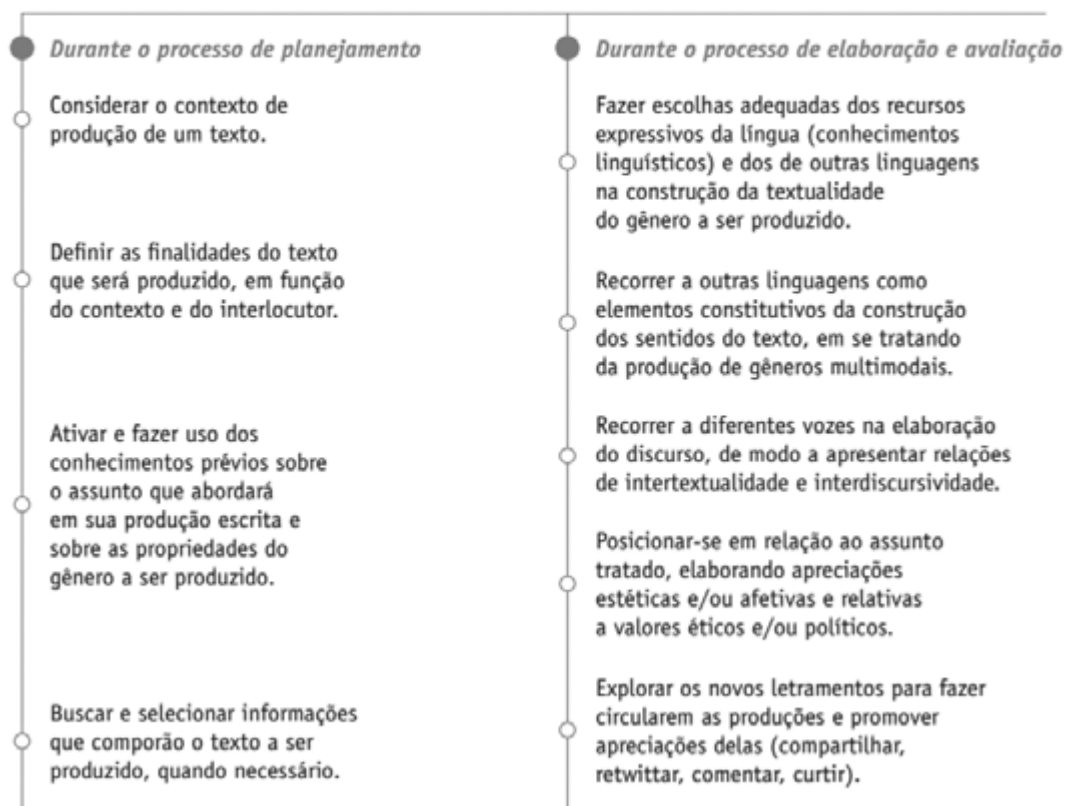 Durante o processo de planejamento
Considerar o contexto de
produção de um texto.
Definir as finalidades do texto
que será produzido, em função
do contexto e do interlocutor.
Ativar e fazer uso dos
conhecimentos prévios sobre
o assunto que abordará
em sua produção escrita e
sobre as propriedades do
gênero a ser produzido.
Buscar e selecionar informações
que comporão o texto a ser
produzido, quando necessário.
Durante o processo de elaboração e avaliação
Fazer escolhas adequadas dos recursos
expressivos da língua (conhecimentos
linguísticos) e dos de outras linguagens
na construção da textualidade
do gênero a ser produzido.
Recorrer a outras linguagens como
elementos constitutivos da construção
dos sentidos do texto, em se tratando
da produção de gêneros multimodais.
Recorrer a diferentes vozes na elaboração
do discurso, de modo a apresentar relações
de intertextualidade e interdiscursividade.
Posicionar-se em relação ao assunto
tratado, elaborando apreciações
estéticas e/ou afetivas e relativas
a valores éticos e/ou políticos.
Explorar os novos letramentos para fazer
circularem as produções e promover
apreciações delas (compartilhar,
retwittar, comentar, curtir).